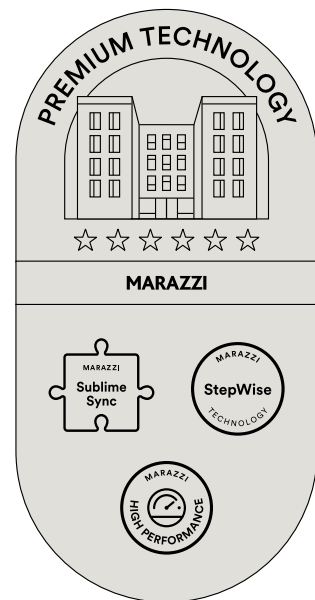 PREMIUM TECHNOLOGY
MARAZZI
MARAZZI
Sublime
Sync
MARAZZI
StepWise
TECHNOLOGY
MARAZZI
HIGH PERFORMANCE